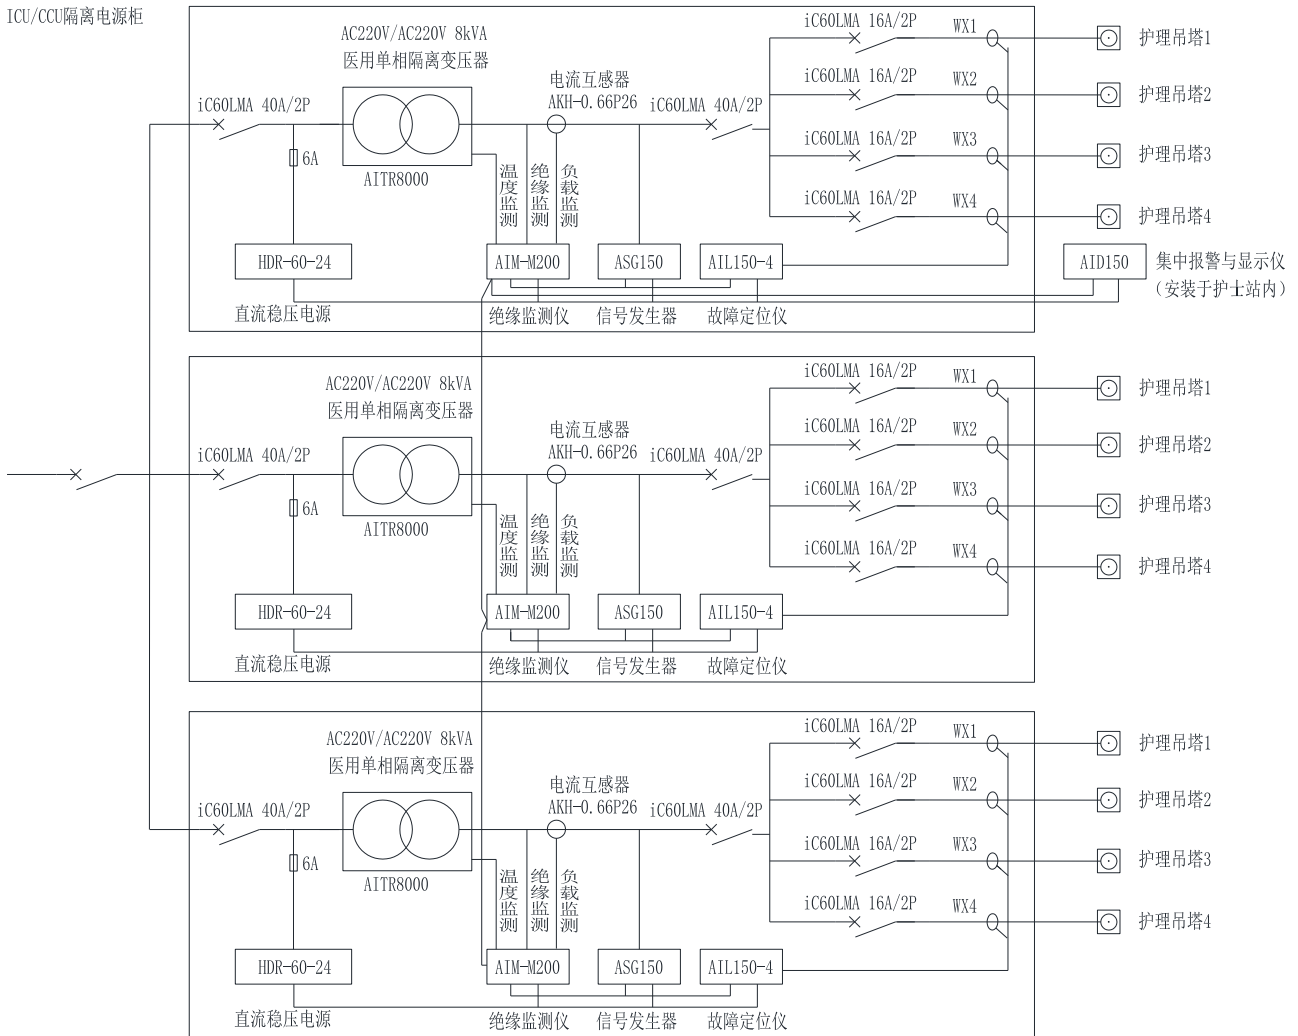 ICU/CCU隔离电源柜
AC220V/AC220V 8kVA
医用单相隔离变压器
iC60LMA 40A/2P
6A
AITR8000
电流互感器
AKH-0.66P26
iC60LMA 40A/2P
温度监测
绝缘监测
负载监测
iC60LMA 16A/2P
WX1
护理吊塔1
iC60LMA 16A/2P
WX2
护理吊塔2
iC60LMA 16A/2P
WX3
护理吊塔3
iC60LMA 16A/2P
WX4
护理吊塔4
HDR-60-24
直流稳压电源
AIM-M200
绝缘监测仪
ASG150
信号发生器
AIL150-4
故障定位仪
AID150
集中报警与显示仪
（安装于护士站内）
AC220V/AC220V 8kVA
医用单相隔离变压器
iC60LMA 40A/2P
6A
AITR8000
电流互感器
AKH-0.66P26
iC60LMA 40A/2P
温度监测
绝缘监测
负载监测
iC60LMA 16A/2P
WX1
护理吊塔1
iC60LMA 16A/2P
WX2
护理吊塔2
iC60LMA 16A/2P
WX3
护理吊塔3
iC60LMA 16A/2P
WX4
护理吊塔4
HDR-60-24
直流稳压电源
AIM-M200
绝缘监测仪
ASG150
信号发生器
AIL150-4
故障定位仪
AC220V/AC220V 8kVA
医用单相隔离变压器
iC60LMA 40A/2P
6A
AITR8000
电流互感器
AKH-0.66P26
iC60LMA 40A/2P
温度监测
绝缘监测
负载监测
iC60LMA 16A/2P
WX1
护理吊塔1
iC60LMA 16A/2P
WX2
护理吊塔2
iC60LMA 16A/2P
WX3
护理吊塔3
iC60LMA 16A/2P
WX4
护理吊塔4
HDR-60-24
直流稳压电源
AIM-M200
绝缘监测仪
ASG150
信号发生器
AIL150-4
故障定位仪